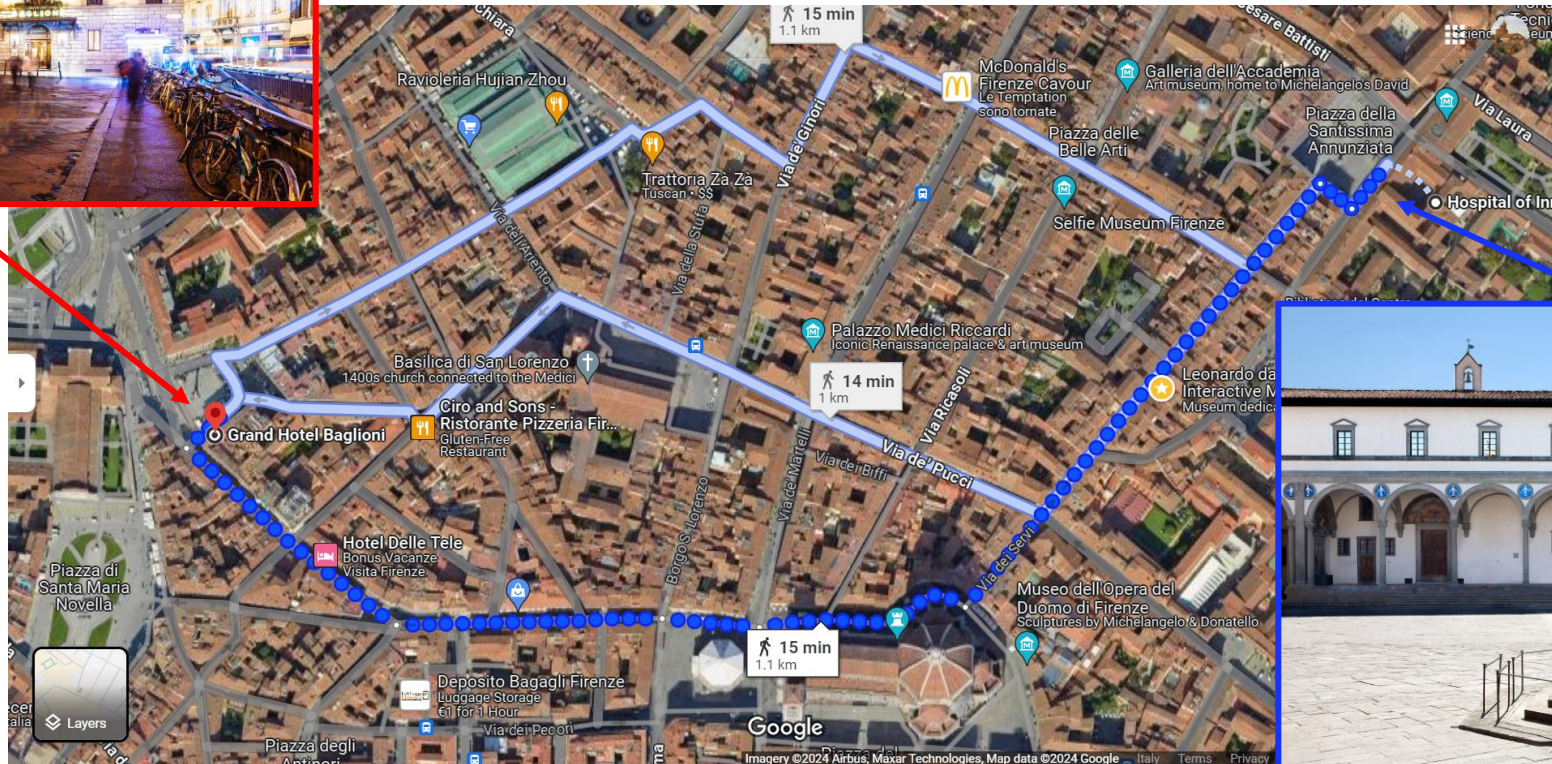 chiara
15 min
1.1 km
Cesare Battisti
Ravioleria Hujian Zhou
McDonald's
Firenze Cavour
Le Temptation
sono tornate
Galleria dell'Accademia
Art museum, home to Michelangelo's David
Via de' Ginori
Piazza delle
Belle Arti
Piazza della
Santissima
Annunziata
Via Laura
Trattoria Zà Zà
Tuscan • $$
Via dell'Ariento
Via della Stufa
Selfie Museum Firenze
Hospital of Inn
Palazzo Medici Riccardi
Iconic Renaissance palace & art museum
Basilica di San Lorenzo
1400s church connected to the Medici
14 min
1 km
Via Ricasoli
Leonardo da
Interactive M
Museum dedica
Ciro and Sons -
Ristorante Pizzeria Fir...
Gluten-Free
Restaurant
Grand Hotel Baglioni
Via de' Martelli
Via dei Biffi
Via de' Pucci
Borgo S. Lorenzo
Via dei Servi
Hotel Delle Tele
Bonus Vacanze
Visita Firenze
Piazza di
Santa Maria
Novella
Museo dell'Opera del
Duomo di Firenze
Sculptures by Michelangelo & Donatello
15 min
1.1 km
Deposito Bagagli Firenze
Luggage Storage
€1 for 1 Hour
Layers
Via dei Pecori
Google
Piazza degli
Antinori
Piazza del
Imagery ©2024 Airbus, Maxar Technologies, Map data ©2024 Google Italy Terms Privacy